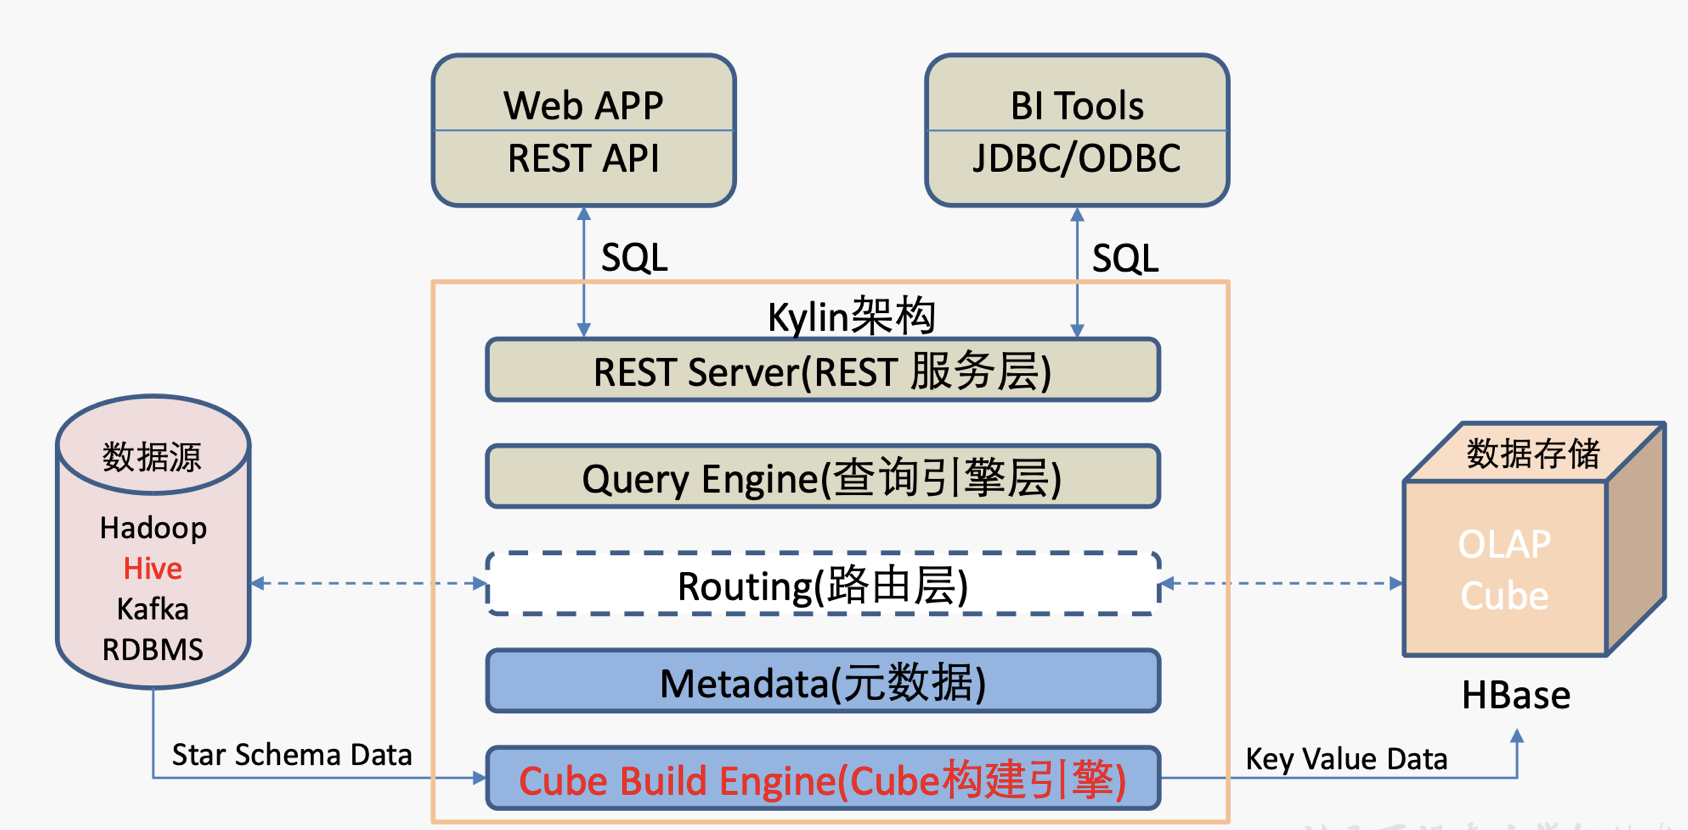 Web APP
REST API
BI Tools
JDBC/ODBC
SQL
SQL
Kylin架构
REST Server(REST 服务层)
Query Engine(查询引擎层)
Routing(路由层)
Metadata(元数据)
Cube Build Engine(Cube构建引擎)
数据源
Hadoop
Hive
Kafka
RDBMS
Star Schema Data
数据存储
OLAP
Cube
HBase
Key Value Data